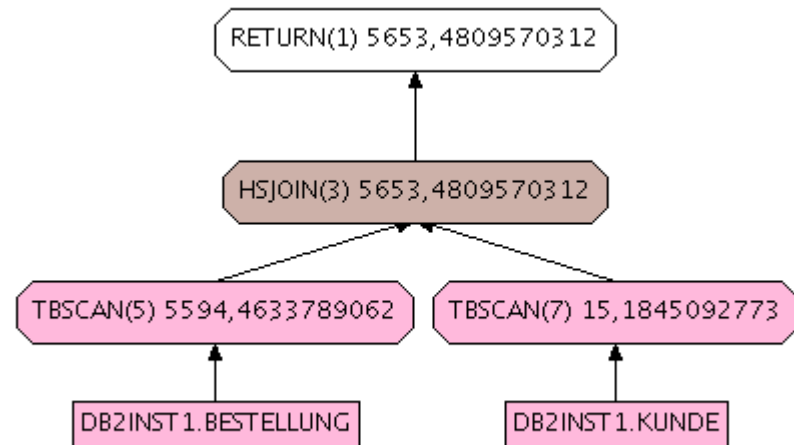 RETURN(1) 5653,4809570312
HSJOIN(3) 5653,4809570312
TBSCAN(5) 5594,4633789062
TBSCAN(7) 15,1845092773
DB2INST1.BESTELLUNG
DB2INST1.KUNDE